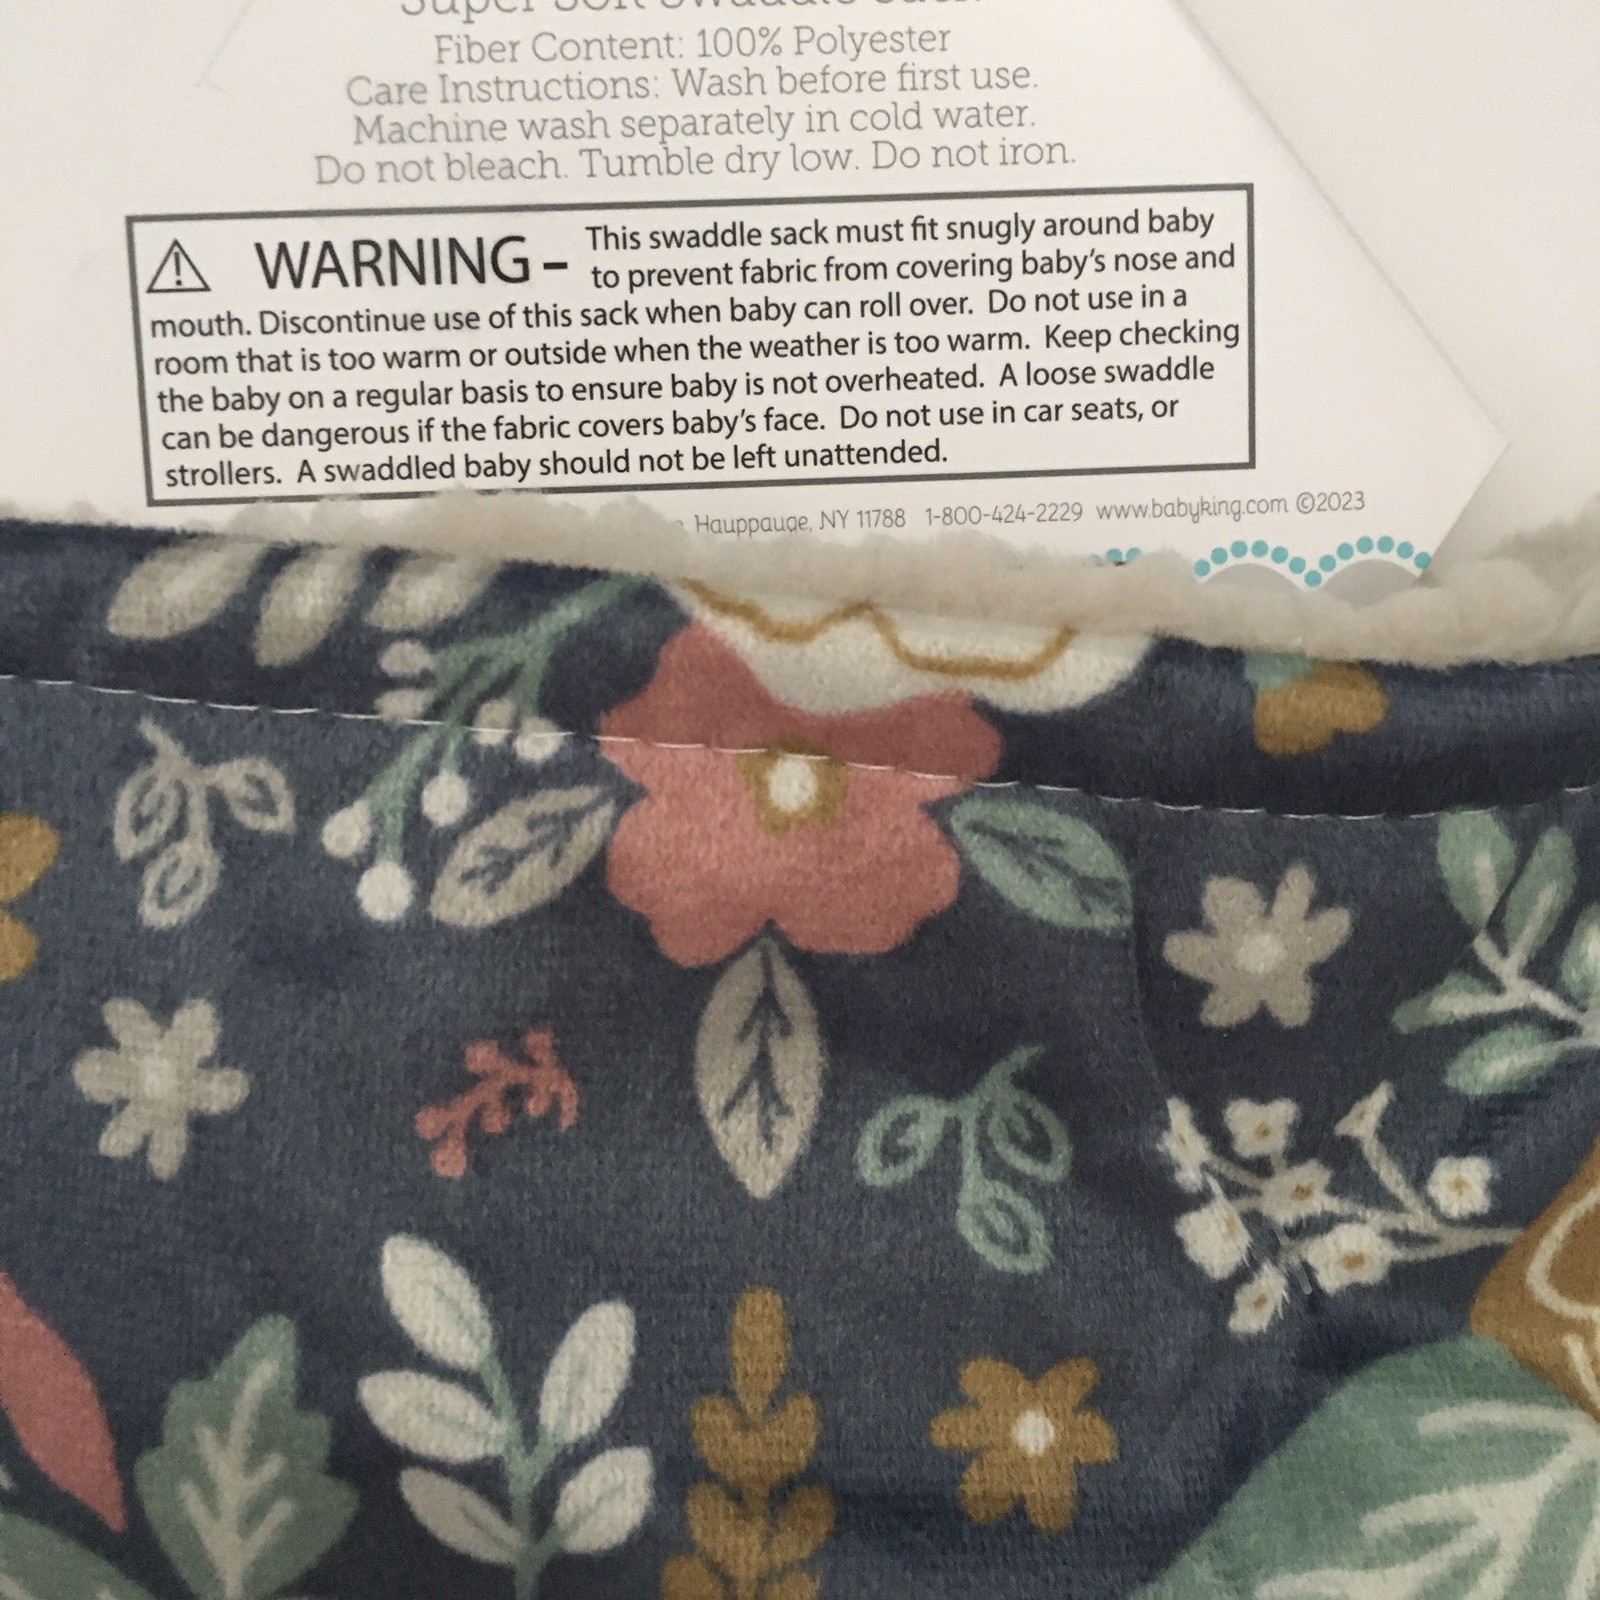 Super Soft Swaddle Sack
Fiber Content: 100% Polyester
Care Instructions: Wash before first use.
Machine wash separately in cold water.
Do not bleach. Tumble dry low. Do not iron.
WARNING – This swaddle sack must fit snugly around baby
to prevent fabric from covering baby's nose and
mouth. Discontinue use of this sack when baby can roll over. Do not use in a
room that is too warm or outside when the weather is too warm. Keep checking
the baby on a regular basis to ensure baby is not overheated. A loose swaddle
can be dangerous if the fabric covers baby's face. Do not use in car seats, or
strollers. A swaddled baby should not be left unattended.
Hauppauge, NY 11788 1-800-424-2229 www.babyking.com ©2023